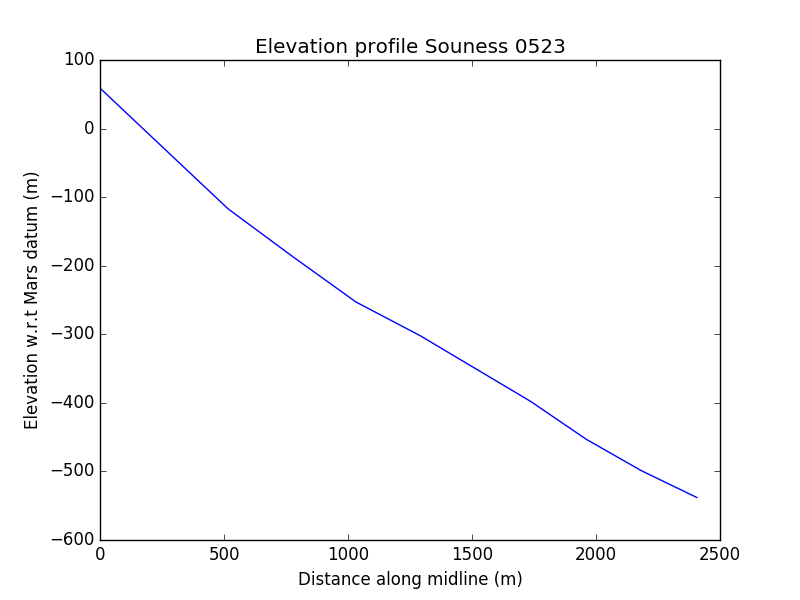 Elevation profile Souness 0523
100
0
−100
−200
−300
−400
−500
−600
Elevation w.r.t Mars datum (m)
0 500 1000 1500 2000 2500
Distance along midline (m)